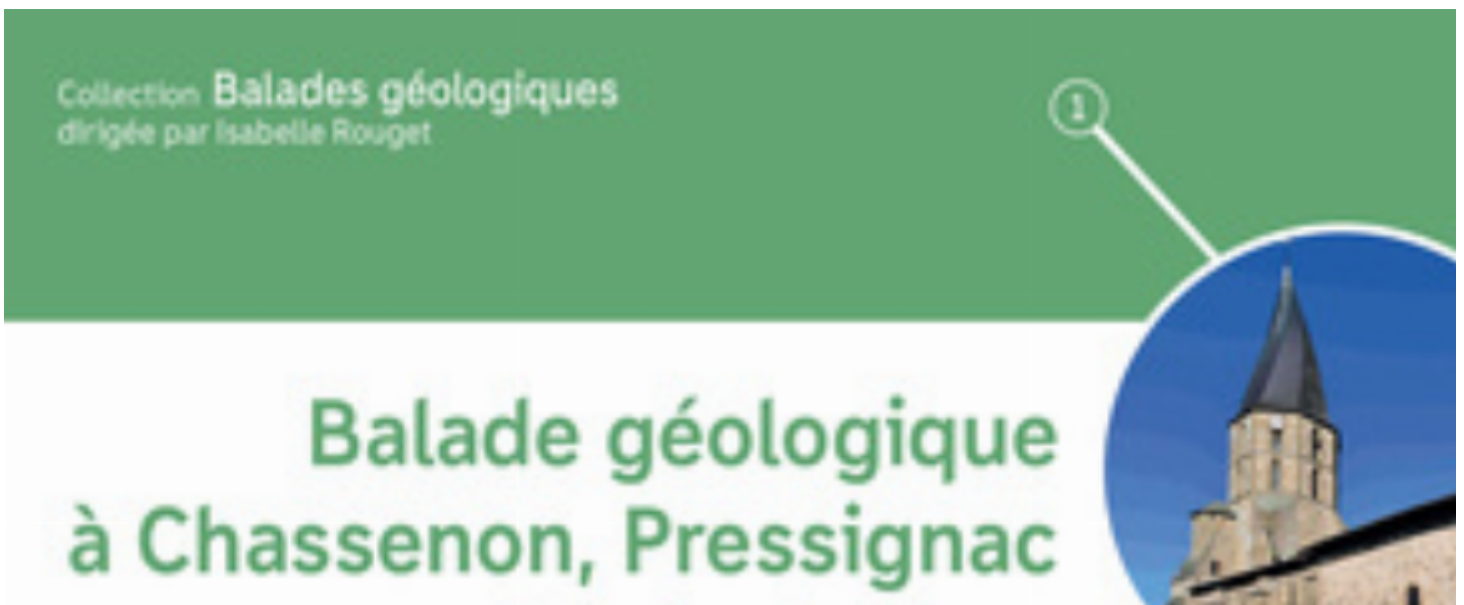 Collection Balades géologiques
dirigée par Isabelle Rouget
1
Balade géologique
à Chassenon, Pressignac